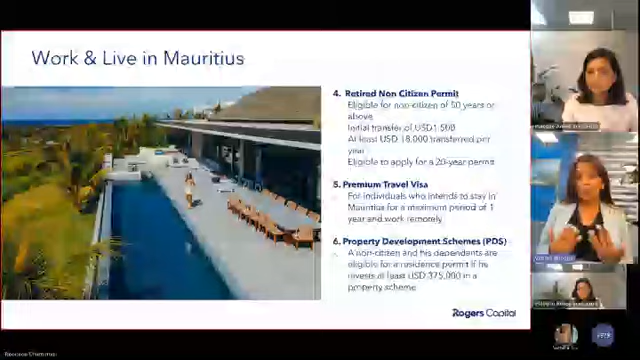 Work & Live in Mauritius
4. Retired Non Citizen Permit
Eligible for non-citizen of 50 years or
above
Initial transfer of USD1,500
At least USD 18,000 transferred per
year
Eligible to apply for a 20-year permit
5. Premium Travel Visa
For individuals who intends to stay in
Mauritius for a minimum period of 1
year and work remotely
6. Property Development Schemes (PDS)
A non-citizen and his dependents are
eligible for a residence permit if he
invests at least USD 375,000 in a
property scheme
Rogers Capital